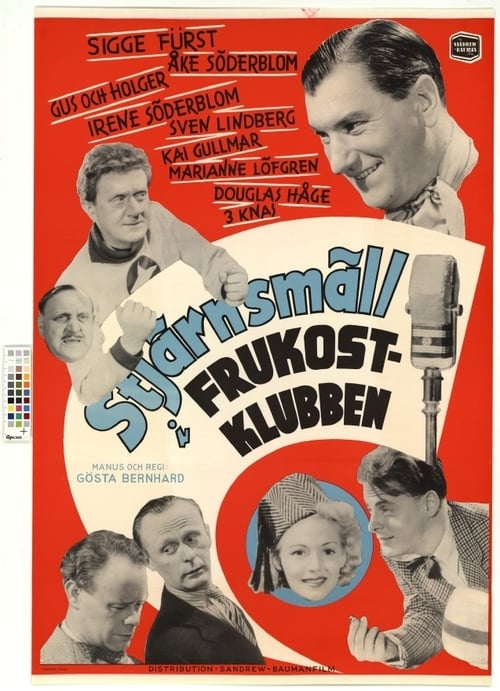 SANDREW
-BAUMAN
SIGGE FÜRST
ÅKE SÖDERBLOM
GUS OCH HOLGER
IRENE SÖDERBLOM
SVEN LINDBERG
KAI GULLMAR
MARIANNE LÖFGREN
DOUGLAS HÅGE
3 KNAS
Stjärnsmäll
i FRUKOST-
KLUBBEN
MANUS OCH REGI:
GÖSTA BERNHARD
DISTRIBUTION: SANDREW-BAUMANFILM